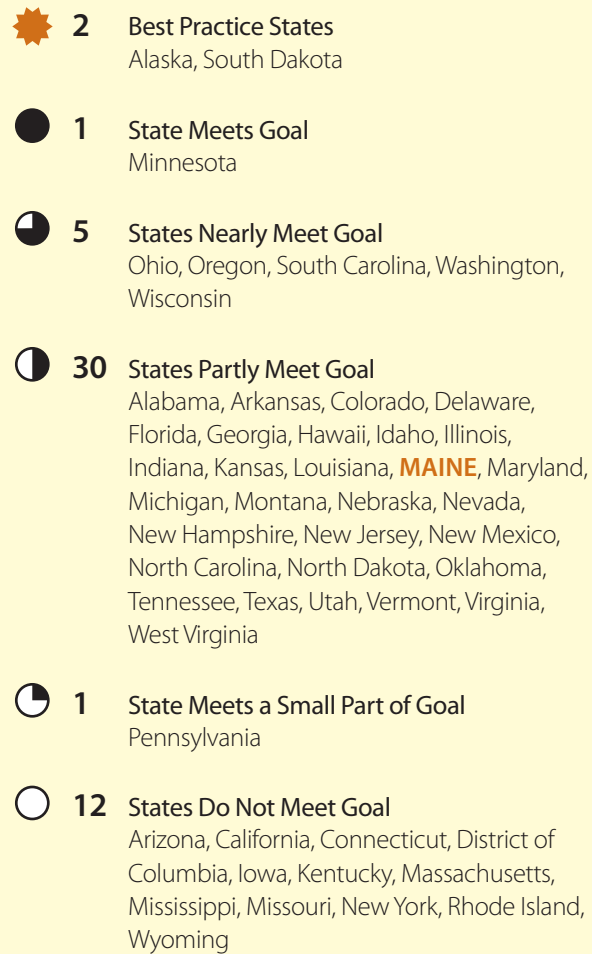 2 Best Practice States
Alaska, South Dakota
1 State Meets Goal
Minnesota
5 States Nearly Meet Goal
Ohio, Oregon, South Carolina, Washington,
Wisconsin
30 States Partly Meet Goal
Alabama, Arkansas, Colorado, Delaware,
Florida, Georgia, Hawaii, Idaho, Illinois,
Indiana, Kansas, Louisiana, MAINE, Maryland,
Michigan, Montana, Nebraska, Nevada,
New Hampshire, New Jersey, New Mexico,
North Carolina, North Dakota, Oklahoma,
Tennessee, Texas, Utah, Vermont, Virginia,
West Virginia
1 State Meets a Small Part of Goal
Pennsylvania
12 States Do Not Meet Goal
Arizona, California, Connecticut, District of
Columbia, Iowa, Kentucky, Massachusetts,
Mississippi, Missouri, New York, Rhode Island,
Wyoming